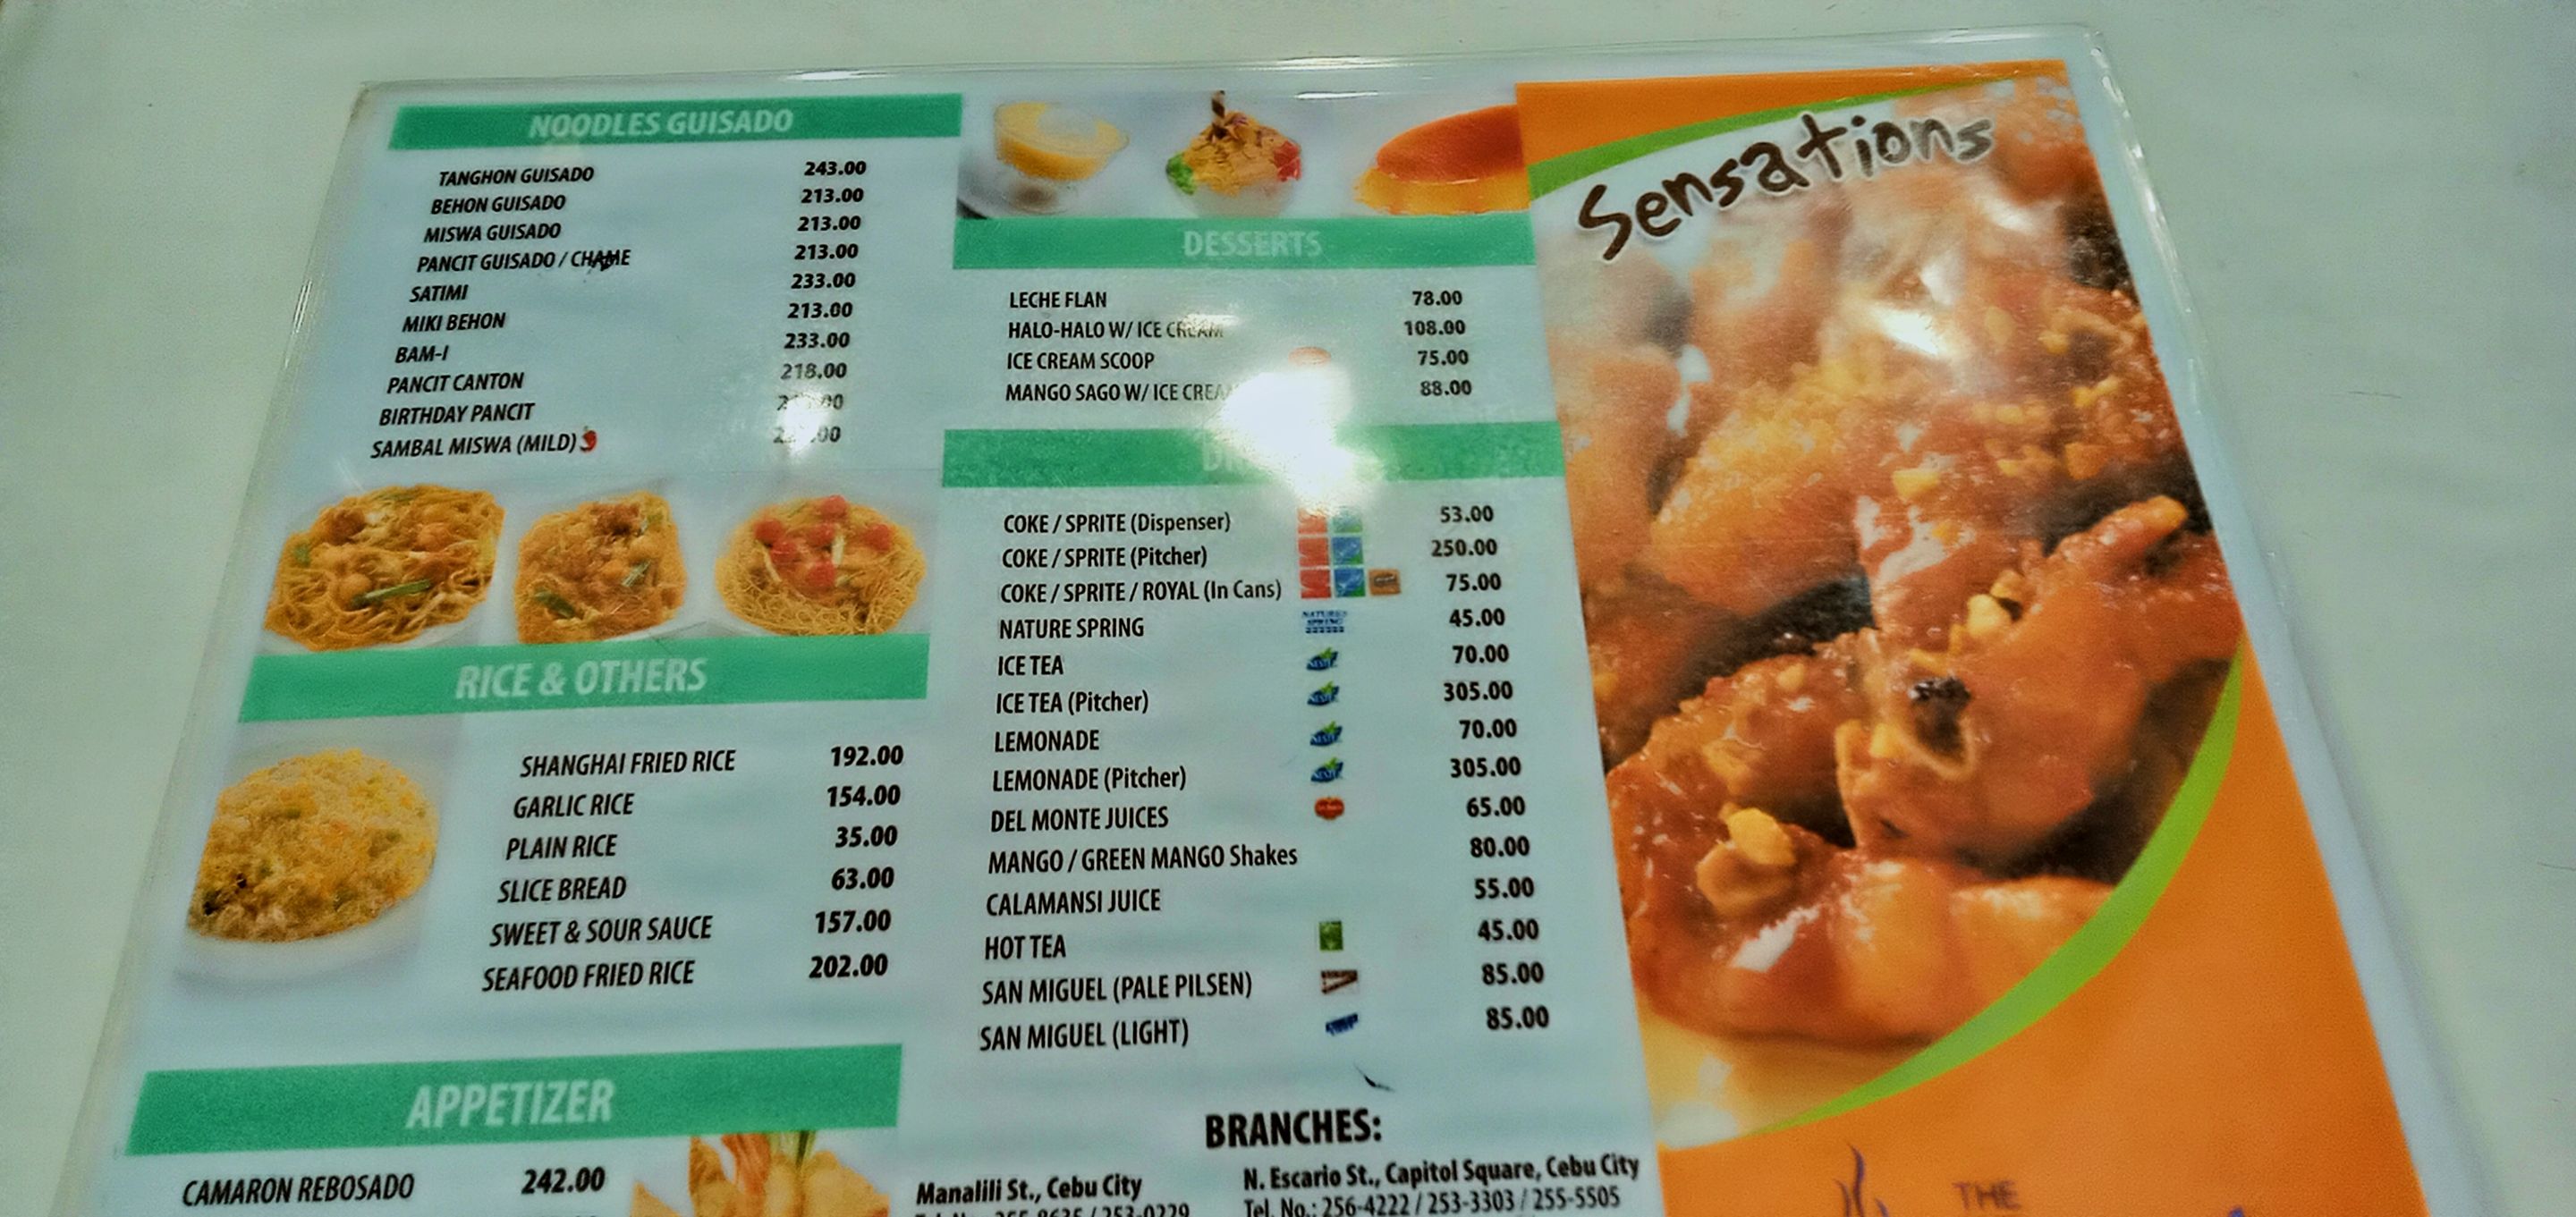 NOODLES GUISADO
TANGHON GUISADO 243.00
BEHON GUISADO 213.00
MISWA GUISADO 213.00
PANCIT GUISADO / CHAME 213.00
SATIMI 233.00
MIKI BEHON 213.00
BAM-I 233.00
PANCIT CANTON 218.00
BIRTHDAY PANCIT
SAMBAL MISWA (MILD)
RICE & OTHERS
SHANGHAI FRIED RICE 192.00
GARLIC RICE 154.00
PLAIN RICE 35.00
SLICE BREAD 63.00
SWEET & SOUR SAUCE 157.00
SEAFOOD FRIED RICE 202.00
APPETIZER
CAMARON REBOSADO 242.00
DESSERTS
LECHE FLAN 78.00
HALO-HALO W/ ICE CREAM 108.00
ICE CREAM SCOOP 75.00
MANGO SAGO W/ ICE CREAM 88.00
COKE / SPRITE (Dispenser) 53.00
COKE / SPRITE (Pitcher) 250.00
COKE / SPRITE / ROYAL (In Cans) 75.00
NATURE SPRING NATURE'S SPRING 45.00
ICE TEA 70.00
ICE TEA (Pitcher) 305.00
LEMONADE 70.00
LEMONADE (Pitcher) 305.00
DEL MONTE JUICES 65.00
MANGO / GREEN MANGO Shakes 80.00
CALAMANSI JUICE 55.00
HOT TEA 45.00
SAN MIGUEL (PALE PILSEN) 85.00
SAN MIGUEL (LIGHT) 85.00
BRANCHES:
Manalili St., Cebu City
255-8635 / 253-0229
N. Escario St., Capitol Square, Cebu City
Tel. No.: 256-4222 / 253-3303 / 255-5505
Sensations
THE